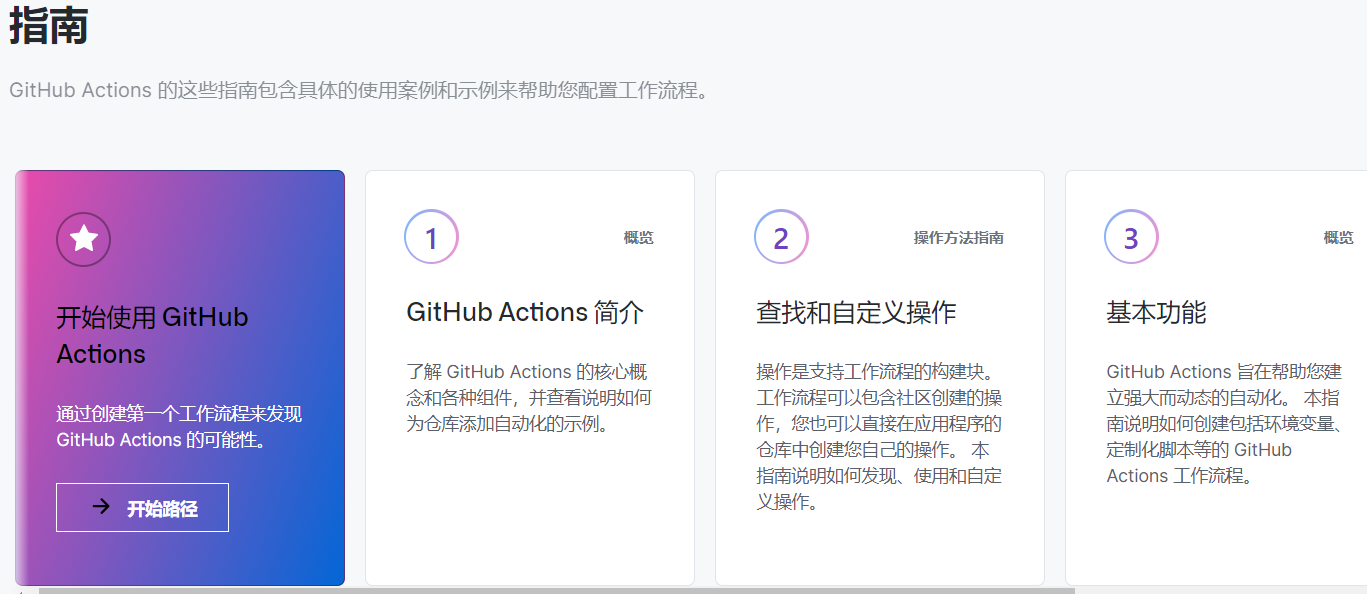 指南
GitHub Actions 的这些指南包含具体的使用案例和示例来帮助您配置工作流程。
开始使用 GitHub
Actions
通过创建第一个工作流程来发现
GitHub Actions 的可能性。
开始路径
1
概览
GitHub Actions 简介
了解 GitHub Actions 的核心概
念和各种组件，并查看说明如何
为仓库添加自动化的示例。
2
操作方法指南
查找和自定义操作
操作是支持工作流程的构建块。
工作流程可以包含社区创建的操
作，您也可以直接在应用程序的
仓库中创建您自己的操作。 本
指南说明如何发现、使用和自定
义操作。
3
概览
基本功能
GitHub Actions 旨在帮助您建
立强大而动态的自动化。 本指
南说明如何创建包括环境变量、
定制化脚本等的 GitHub
Actions 工作流程。